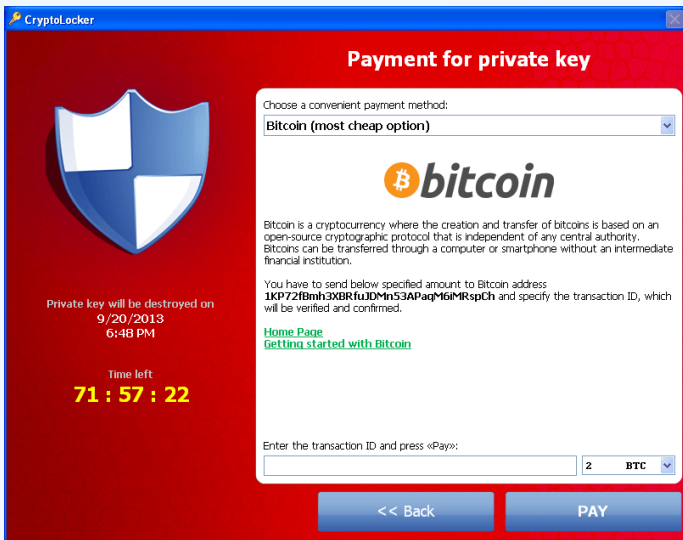 CryptoLocker
Payment for private key
Choose a convenient payment method:
Bitcoin (most cheap option)
bitcoin
Bitcoin is a cryptocurrency where the creation and transfer of bitcoins is based on an
open-source cryptographic protocol that is independent of any central authority.
Bitcoins can be transferred through a computer or smartphone without an intermediate
financial institution.
You have to send below specified amount to Bitcoin address
1KP72fBmh3XBRfuJDMn53APaqM6iMRspCh and specify the transaction ID, which
will be verified and confirmed.
Home Page
Getting started with Bitcoin
Private key will be destroyed on
9/20/2013
6:48 PM
Time left
71 : 57 : 22
Enter the transaction ID and press «Pay»:
2 BTC
<< Back
PAY